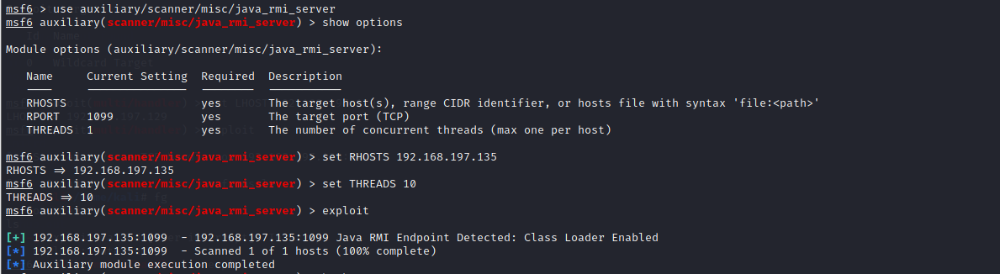 msf6 > use auxiliary/scanner/misc/java_rmi_server
msf6 auxiliary(scanner/misc/java_rmi_server) > show options
Module options (auxiliary/scanner/misc/java_rmi_server):
Name Current Setting Required Description
RHOSTS yes The target host(s), range CIDR identifier, or hosts file with syntax 'file:<path>'
RPORT 1099 yes The target port (TCP)
THREADS 1 yes The number of concurrent threads (max one per host)
msf6 auxiliary(scanner/misc/java_rmi_server) > set RHOSTS 192.168.197.135
RHOSTS => 192.168.197.135
msf6 auxiliary(scanner/misc/java_rmi_server) > set THREADS 10
THREADS => 10
msf6 auxiliary(scanner/misc/java_rmi_server) > exploit
[+] 192.168.197.135:1099 - 192.168.197.135:1099 Java RMI Endpoint Detected: Class Loader Enabled
[*] 192.168.197.135:1099 - Scanned 1 of 1 hosts (100% complete)
[*] Auxiliary module execution completed